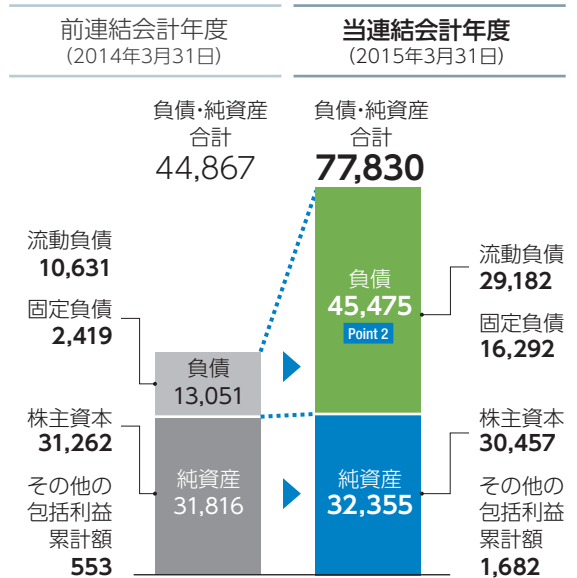 前連結会計年度
（2014年3月31日）
当連結会計年度
（2015年3月31日）
負債・純資産
合計
44,867
負債・純資産
合計
77,830
流動負債
10,631
固定負債
2,419
株主資本
31,262
その他の
包括利益
累計額
553
負債
13,051
純資産
31,816
負債
45,475
Point 2
純資産
32,355
流動負債
29,182
固定負債
16,292
株主資本
30,457
その他の
包括利益
累計額
1,682